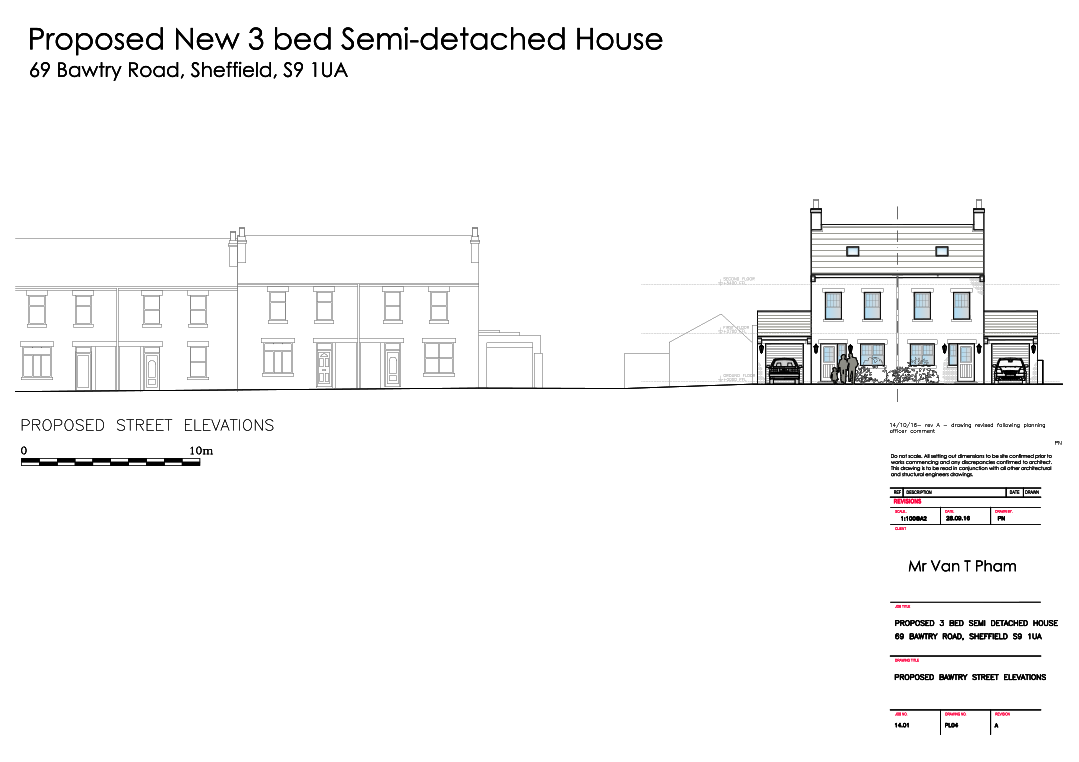 Proposed New 3 bed Semi-detached House
69 Bawtry Road, Sheffield, S9 1UA
SECOND FLOOR
FIRST FLOOR
GROUND FLOOR
PROPOSED STREET ELEVATIONS
0 10m
14/10/16- rev A - drawing revised following planning
officer comment
PN
Do not scale. All setting out dimensions to be site confirmed prior to
works commencing and any discrepancies confirmed to architect.
This drawing is to be read in conjunction with all other architectural
and structural engineers drawings.
REF DESCRIPTION DATE DRAWN
REVISIONS
SCALE: DATE: DRAWN BY:
1:100@A2 28.09.16 PN
CLIENT
Mr Van T Pham
JOB TITLE
PROPOSED 3 BED SEMI DETACHED HOUSE
69 BAWTRY ROAD, SHEFFIELD S9 1UA
DRAWING TITLE
PROPOSED BAWTRY STREET ELEVATIONS
JOB NO. DRAWING NO. REVISION
14.01 PL04 A